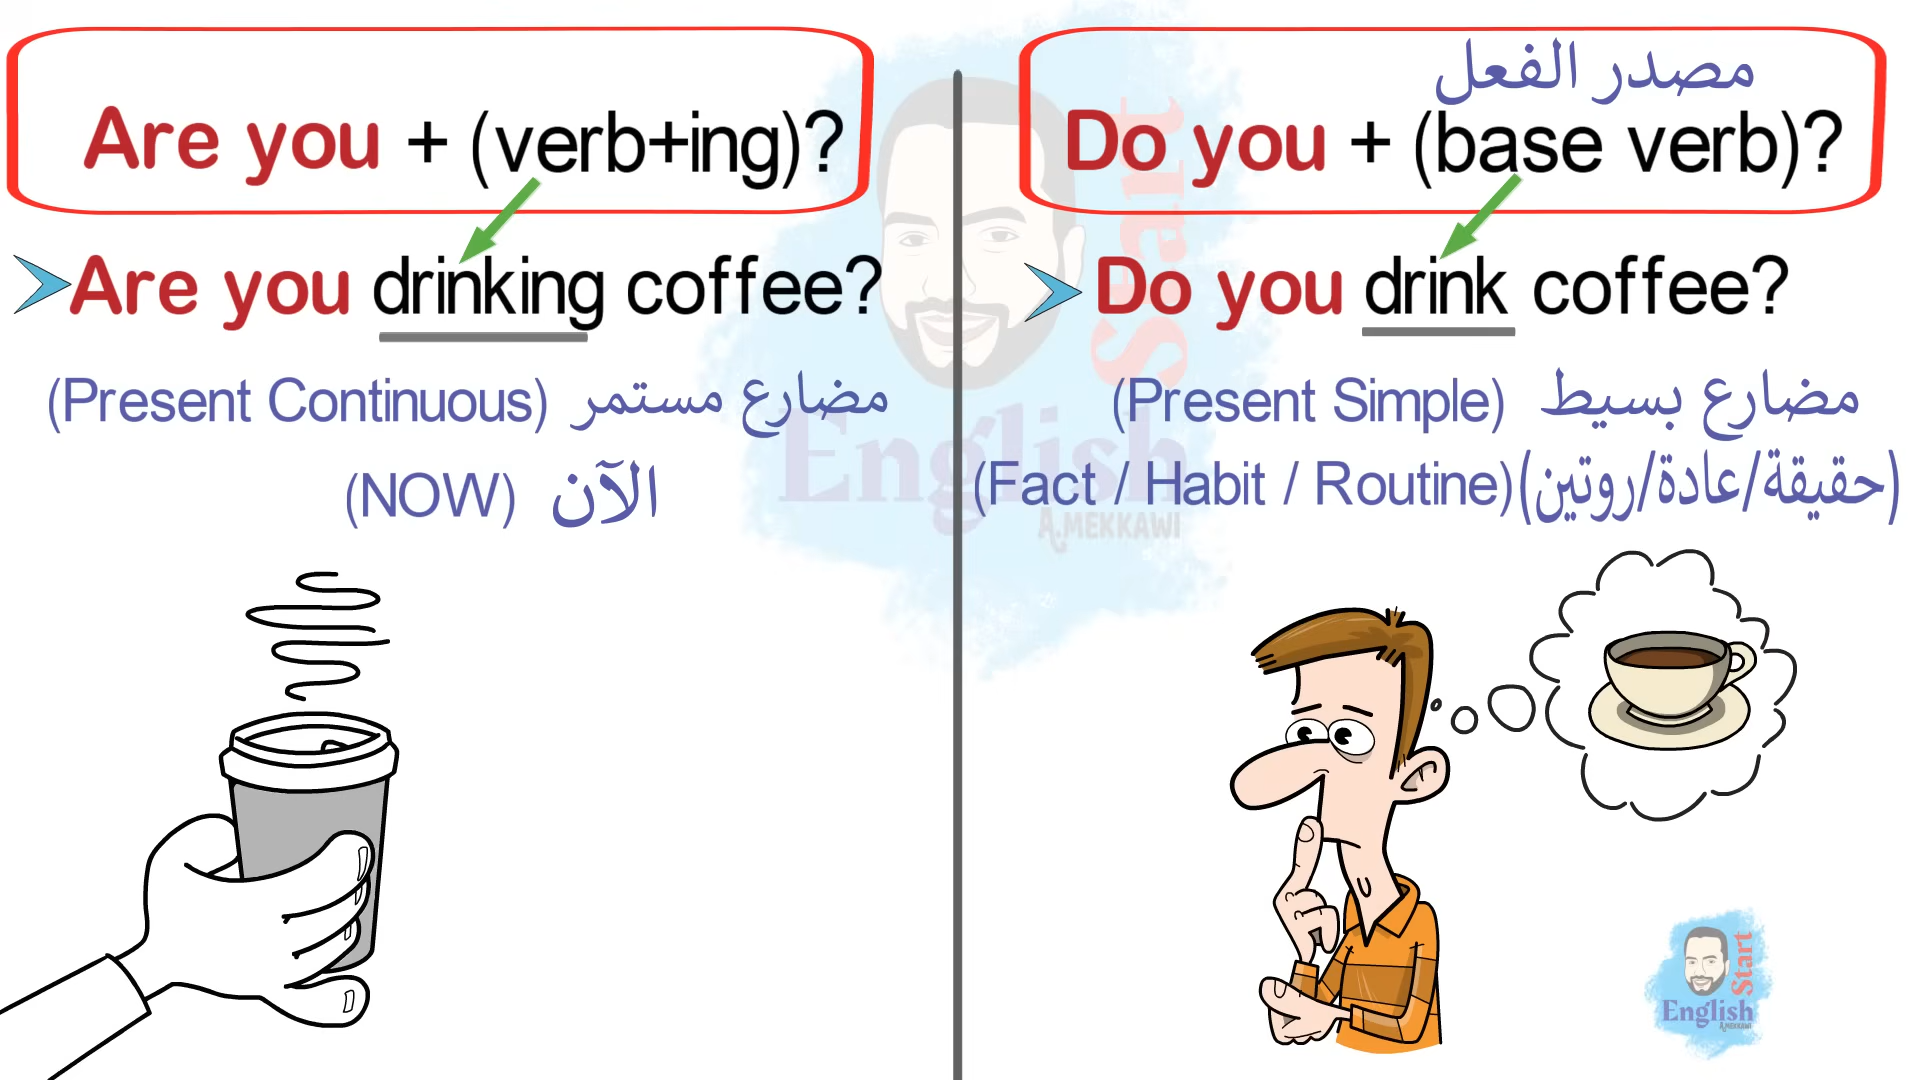 Are you + (verb+ing)?
Are you drinking coffee?
(Present Continuous) مضارع مستمر
(NOW) الآن
مصدر الفعل
Do you + (base verb)?
Do you drink coffee?
(Present Simple) مضارع بسيط
(Fact / Habit / Routine)(حقيقة/عادة/روتين)
Start
English
A.MEKKAWI
Start
English
A.MEKKAWI